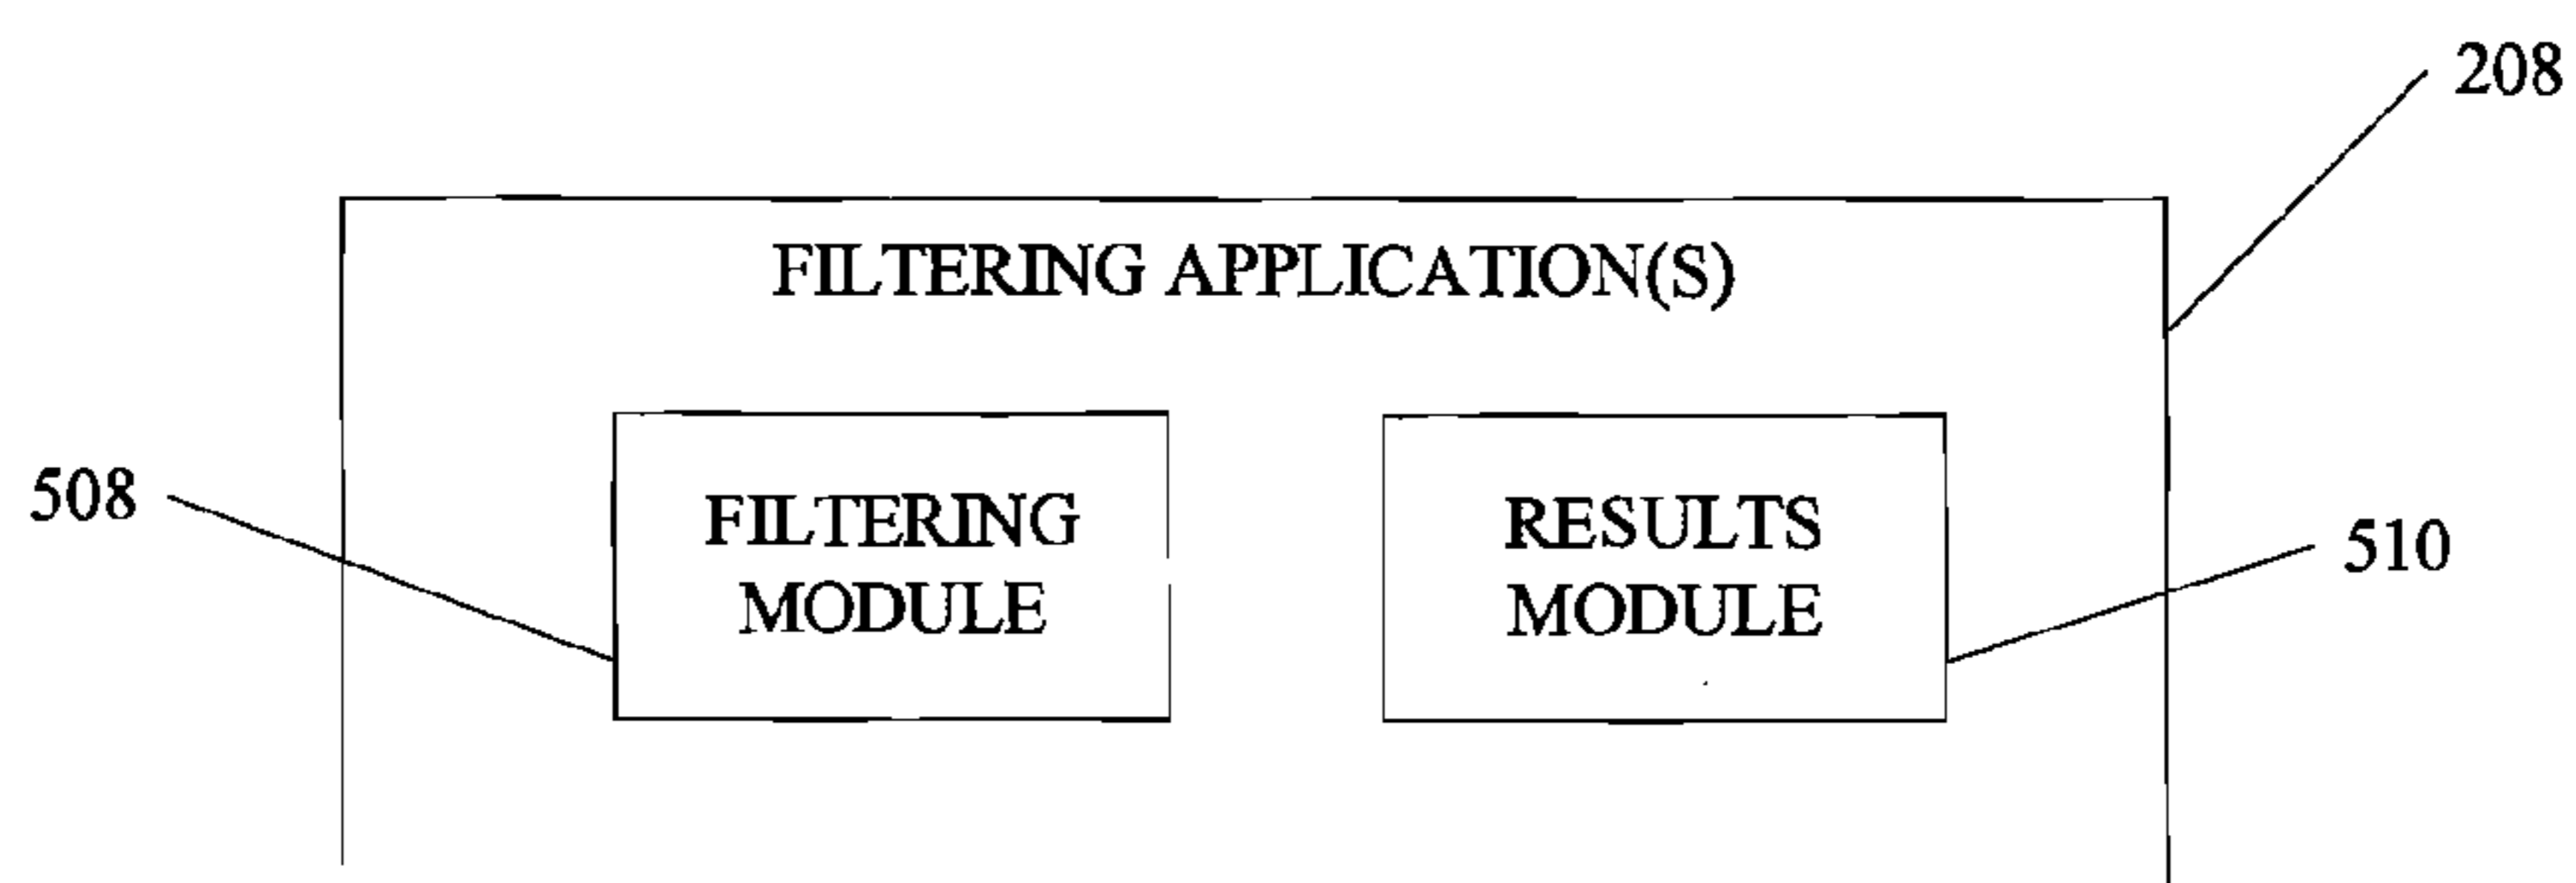 208
FILTERING APPLICATION(S)
508
FILTERING
MODULE
RESULTS
MODULE
510